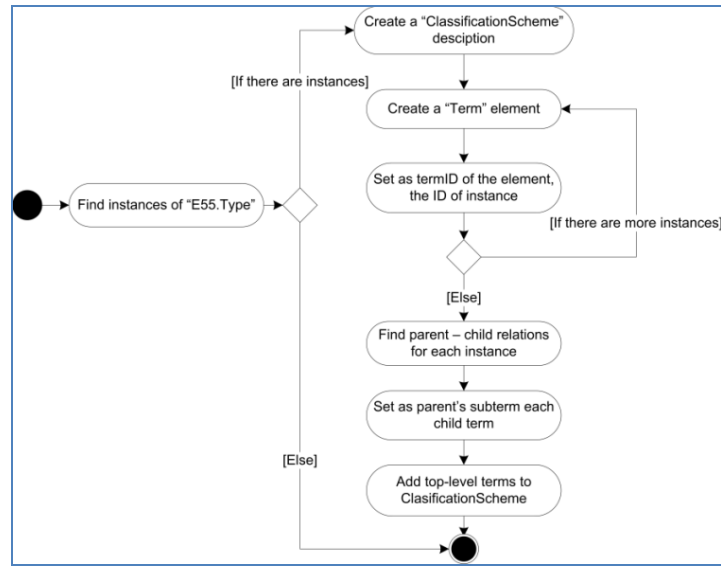 Create a “ClassificationScheme”
desciption
[If there are instances]
Create a “Term” element
Find instances of “E55.Type”
Set as termID of the element,
the ID of instance
[If there are more instances]
[Else]
Find parent – child relations
for each instance
Set as parent’s subterm each
child term
[Else]
Add top-level terms to
ClasificationScheme